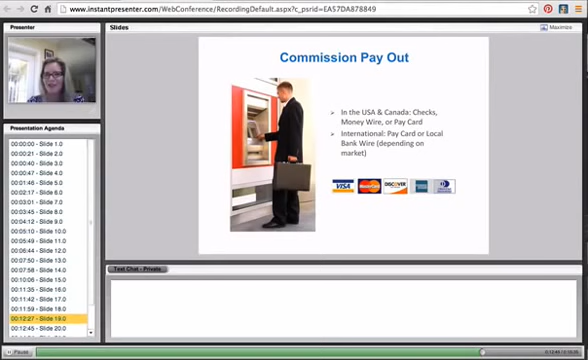 www.instantpresenter.com/WebConference/RecordingDefault.aspx?c_psrid=EA57DA878849
Presenter
Slides
Maximize
Commission Pay Out
In the USA & Canada: Checks,
Money Wire, or Pay Card
International: Pay Card or Local
Bank Wire (depending on
market)
VISA
MasterCard
DISCOVER
Presentation Agenda
00:00:00 - Slide 1.0
00:00:21 - Slide 2.0
00:00:40 - Slide 3.0
00:00:47 - Slide 4.0
00:01:46 - Slide 5.0
00:02:17 - Slide 6.0
00:03:01 - Slide 7.0
00:03:45 - Slide 8.0
00:04:12 - Slide 9.0
00:05:10 - Slide 10.0
00:05:49 - Slide 11.0
00:06:44 - Slide 12.0
00:07:50 - Slide 13.0
00:07:58 - Slide 14.0
00:10:06 - Slide 15.0
00:11:35 - Slide 16.0
00:11:42 - Slide 17.0
00:11:59 - Slide 18.0
00:12:27 - Slide 19.0
00:12:45 - Slide 20.0
Text Chat - Private
Pause